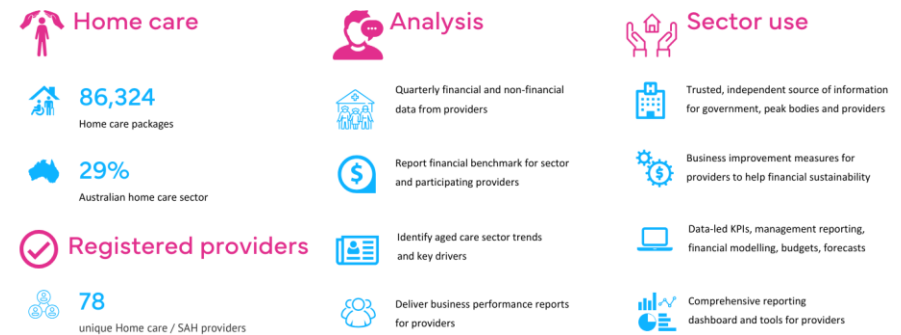 Home care
86,324
Home care packages
29%
Australian home care sector
Registered providers
78
unique Home care / SAH providers
Analysis
Quarterly financial and non-financial
data from providers
Report financial benchmark for sector
and participating providers
Identify aged care sector trends
and key drivers
Deliver business performance reports
for providers
Sector use
Trusted, independent source of information
for government, peak bodies and providers
Business improvement measures for
providers to help financial sustainability
Data-led KPIs, management reporting,
financial modelling, budgets, forecasts
Comprehensive reporting
dashboard and tools for providers